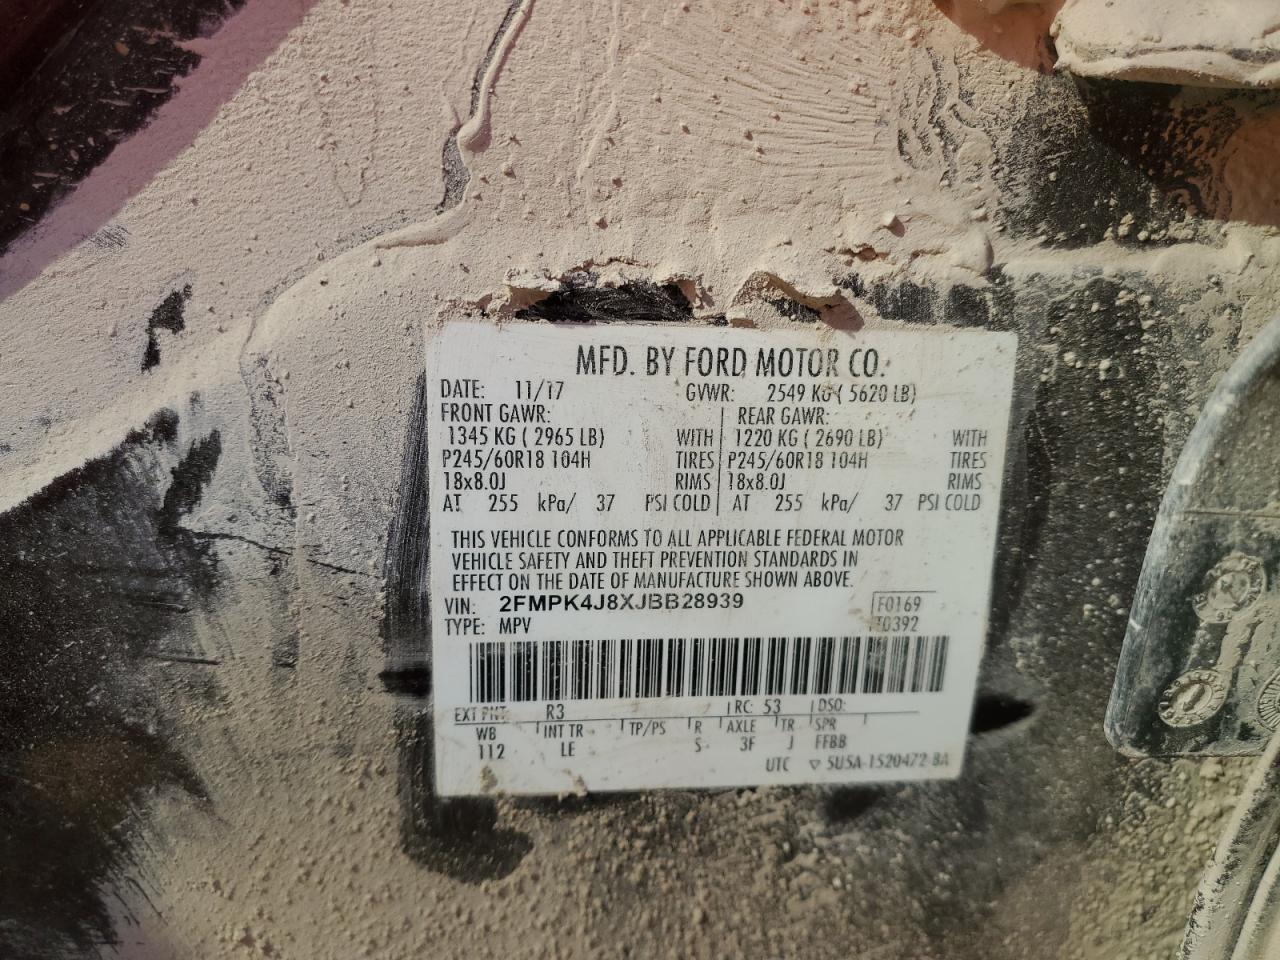 MFD. BY FORD MOTOR CO.
DATE: 11/17 GVWR: 2549 KG ( 5620 LB)
FRONT GAWR: REAR GAWR:
1345 KG ( 2965 LB) WITH 1220 KG ( 2690 LB) WITH
P245/60R18 104H TIRES P245/60R18 104H TIRES
18x8.0J RIMS 18x8.0J RIMS
AT 255 kPa/ 37 PSI COLD AT 255 kPa/ 37 PSI COLD
THIS VEHICLE CONFORMS TO ALL APPLICABLE FEDERAL MOTOR
VEHICLE SAFETY AND THEFT PREVENTION STANDARDS IN
EFFECT ON THE DATE OF MANUFACTURE SHOWN ABOVE.
VIN: 2FMPK4J8XJBB28939 F0169
TYPE: MPV T0392
EXT PNT: R3 RC: 53 DSO:
WB INT TR TP/PS R AXLE TR SPR
112 LE S 3F J FFBB
UTC ▽ 5U5A-1520472-BA